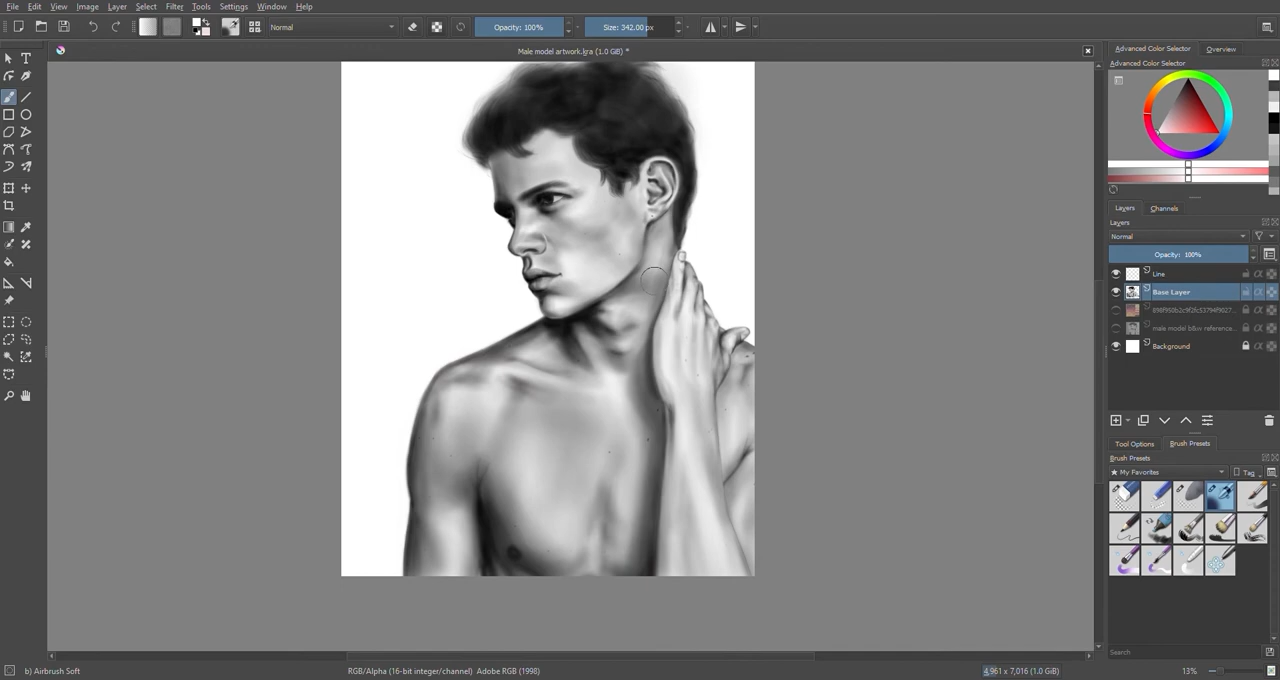 File Edit View Image Layer Select Filter Tools Settings Window Help
Normal Opacity: 100% Size: 342.00 px
Male model artwork.kra (1.0 GiB) *
Advanced Color Selector Overview
Advanced Color Selector
Layers Channels
Layers
Normal
Opacity: 100%
Line
Base Layer
male model b&w reference...
Background
Tool Options Brush Presets
Brush Presets
★ My Favorites Tag
Search
b) Airbrush Soft RGB/Alpha (16-bit integer/channel) Adobe RGB (1998) 4,961 x 7,016 (1.0 GiB) 13%